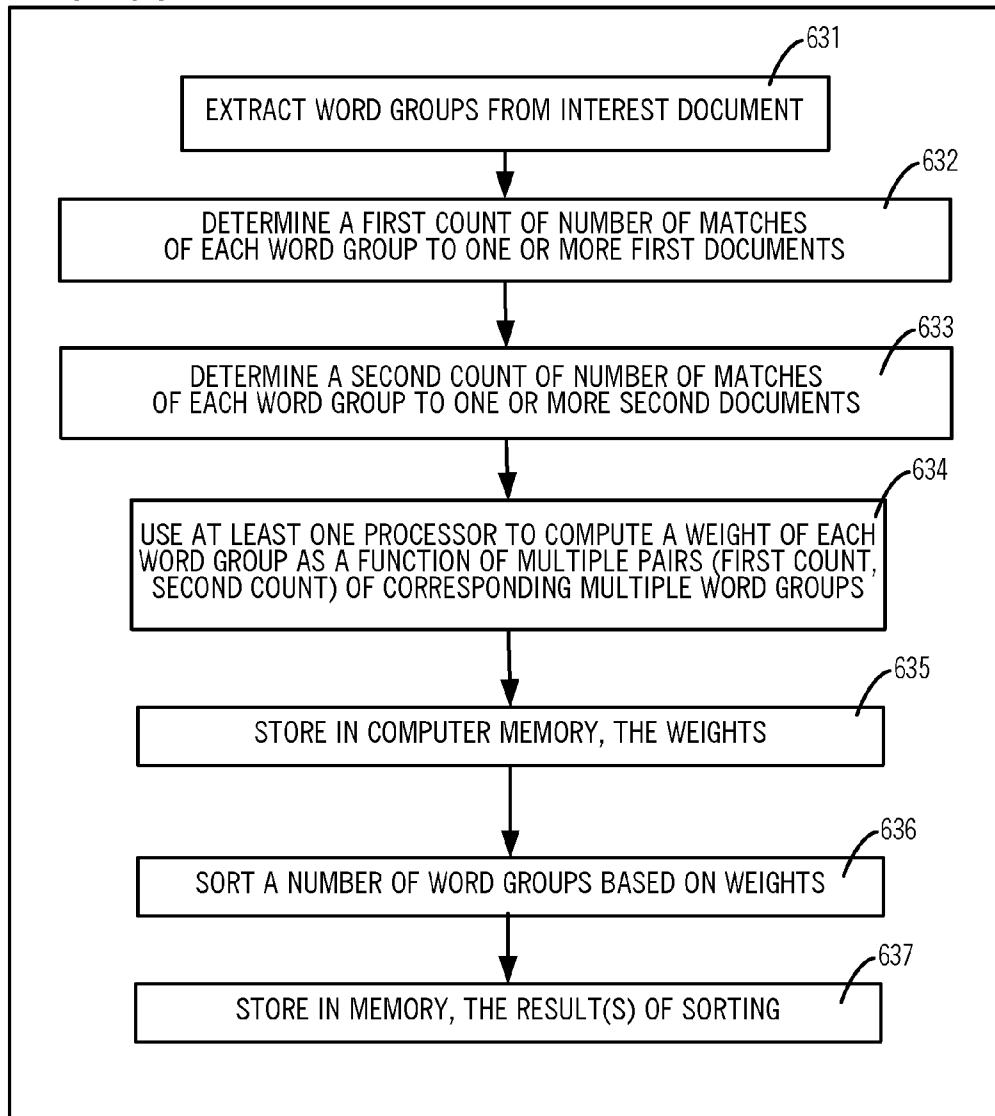 631
EXTRACT WORD GROUPS FROM INTEREST DOCUMENT
632
DETERMINE A FIRST COUNT OF NUMBER OF MATCHES
OF EACH WORD GROUP TO ONE OR MORE FIRST DOCUMENTS
633
DETERMINE A SECOND COUNT OF NUMBER OF MATCHES
OF EACH WORD GROUP TO ONE OR MORE SECOND DOCUMENTS
634
USE AT LEAST ONE PROCESSOR TO COMPUTE A WEIGHT OF EACH
WORD GROUP AS A FUNCTION OF MULTIPLE PAIRS (FIRST COUNT,
SECOND COUNT) OF CORRESPONDING MULTIPLE WORD GROUPS
635
STORE IN COMPUTER MEMORY, THE WEIGHTS
636
SORT A NUMBER OF WORD GROUPS BASED ON WEIGHTS
637
STORE IN MEMORY, THE RESULT(S) OF SORTING